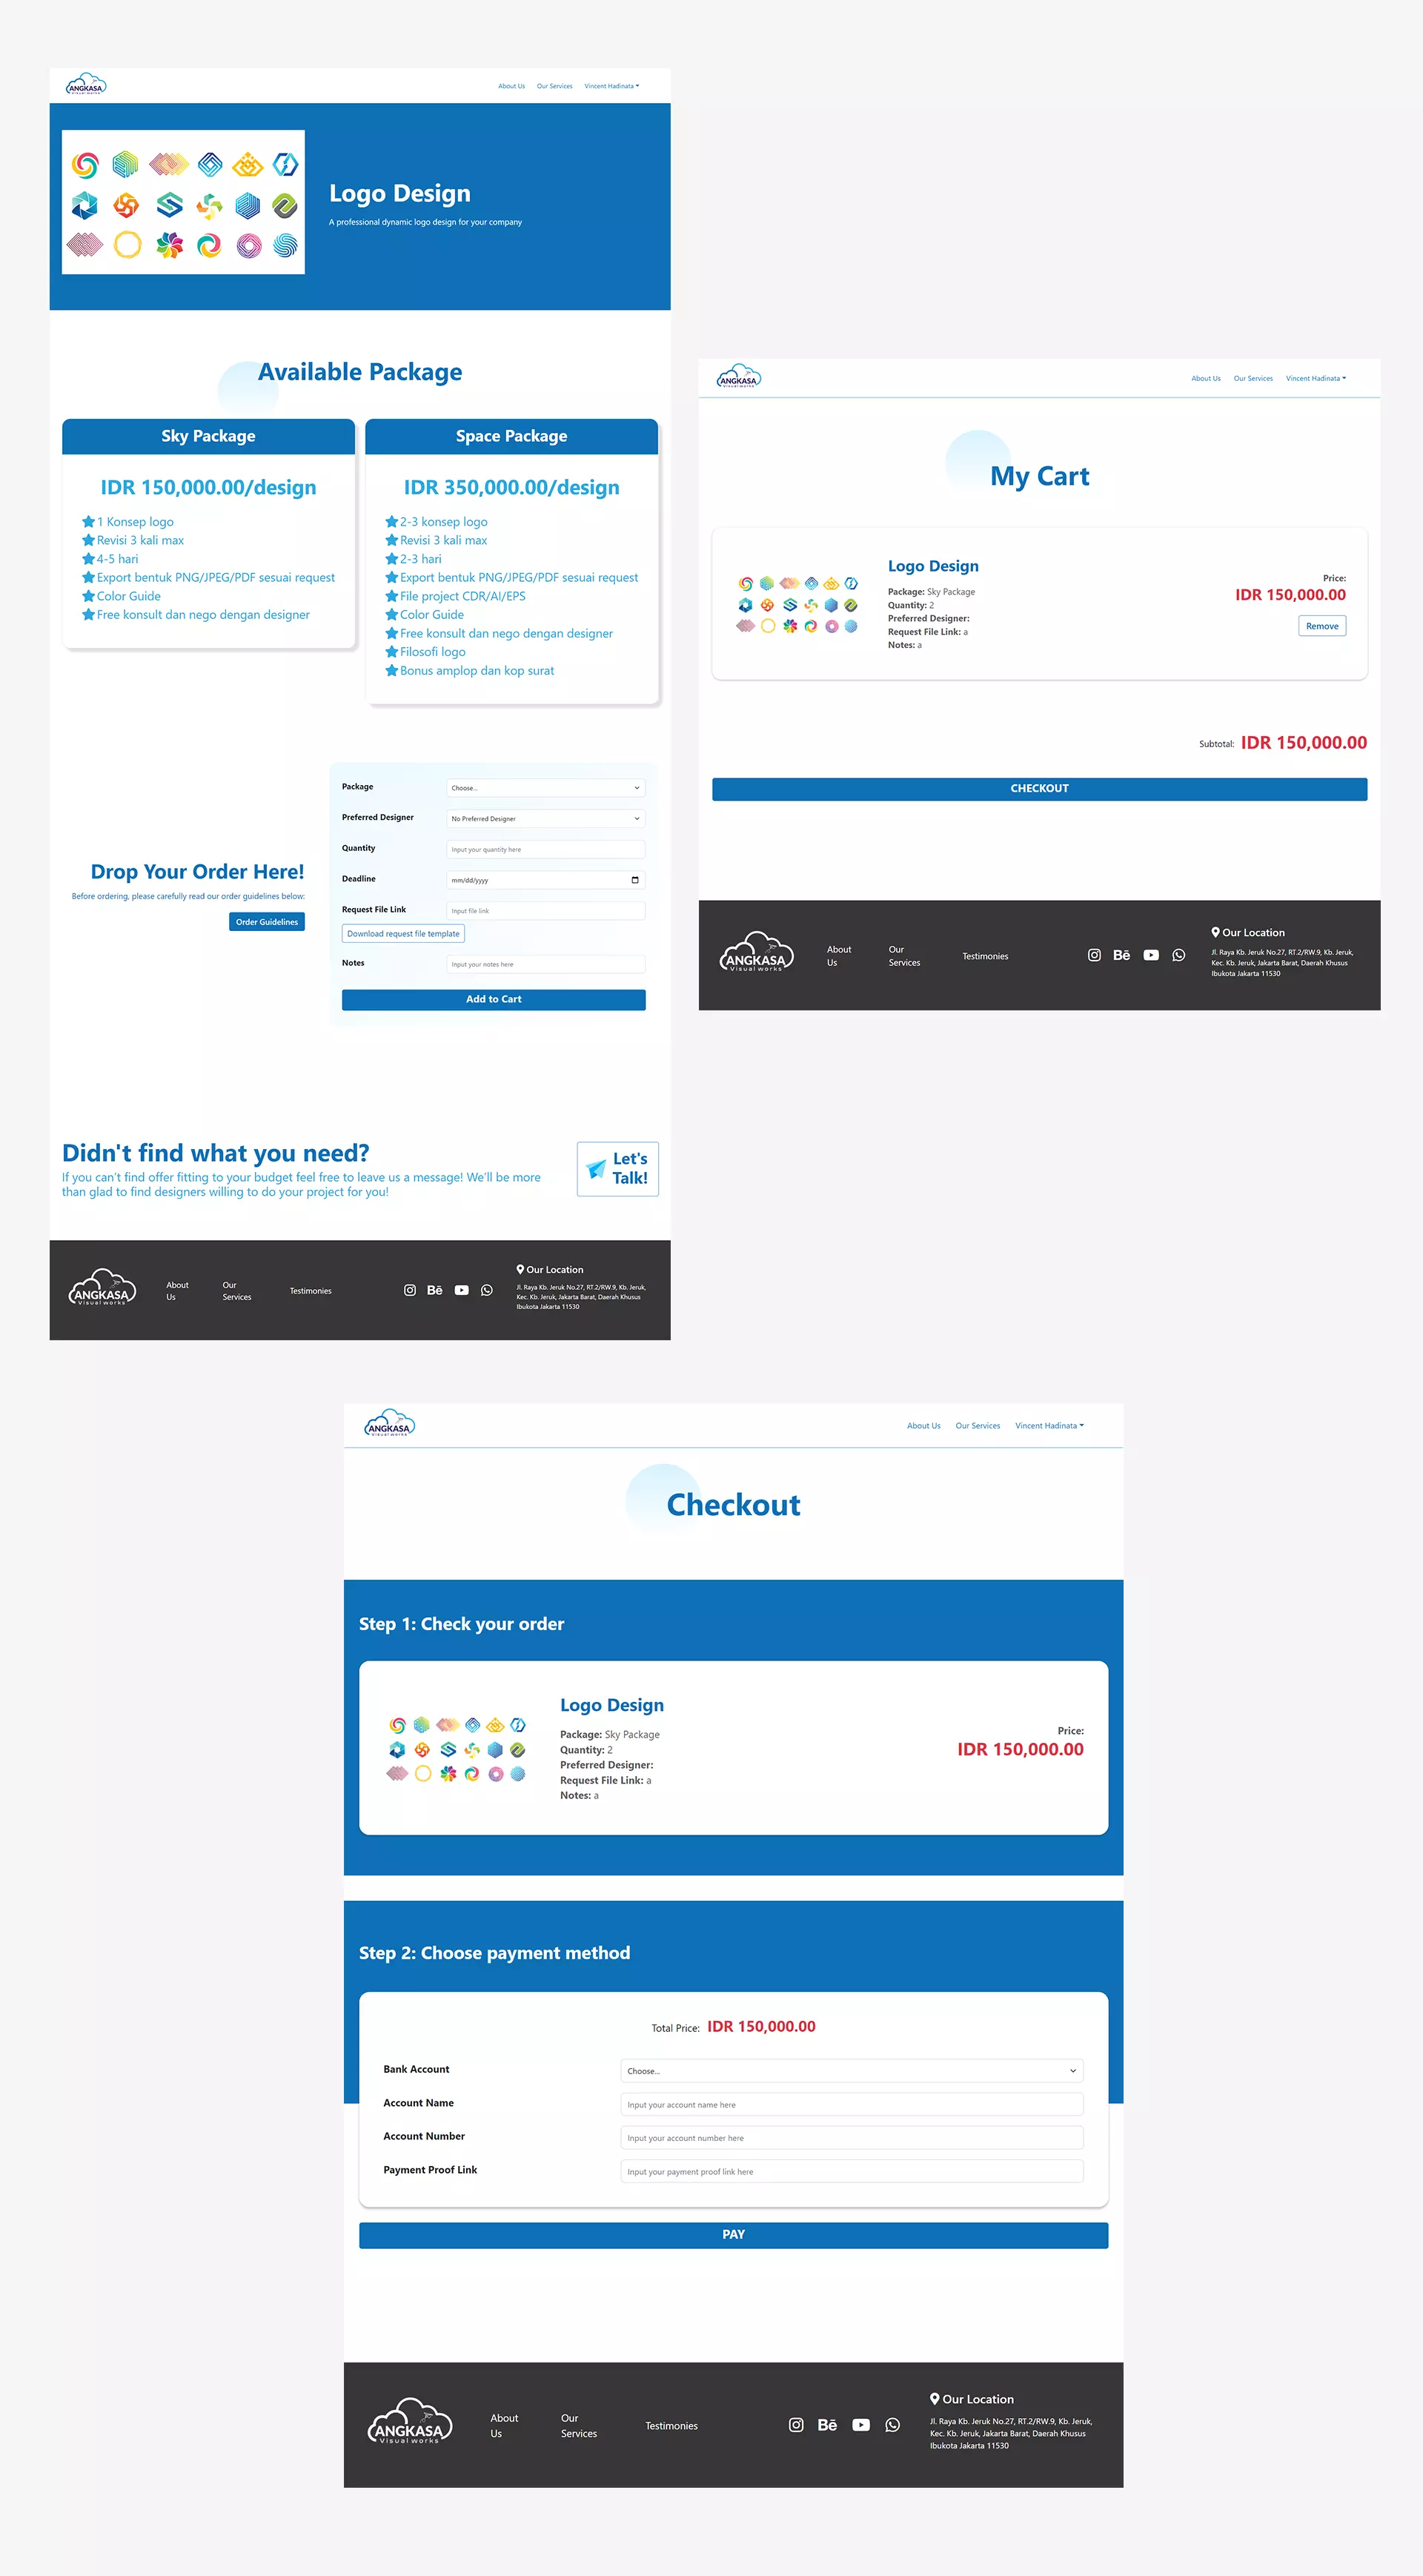 ANGKASA
Visual works
About Us
Our Services
Vincent Hadinata
Logo Design
A professional dynamic logo design for your company
Available Package
Sky Package
IDR 150,000.00/design
1 Konsep logo
Revisi 3 kali max
4-5 hari
Export bentuk PNG/JPEG/PDF sesuai request
Color Guide
Free konsult dan nego dengan designer
Space Package
IDR 350,000.00/design
2-3 konsep logo
Revisi 3 kali max
2-3 hari
Export bentuk PNG/JPEG/PDF sesuai request
File project CDR/AI/EPS
Color Guide
Free konsult dan nego dengan designer
Filosofi logo
Bonus amplop dan kop surat
Drop Your Order Here!
Before ordering, please carefully read our order guidelines below:
Order Guidelines
Package
Choose...
Preferred Designer
No Preferred Designer
Quantity
Input your quantity here
Deadline
mm/dd/yyyy
Request File Link
Input file link
Download request file template
Notes
Input your notes here
Add to Cart
Didn't find what you need?
If you can't find offer fitting to your budget feel free to leave us a message! We'll be more
than glad to find designers willing to do your project for you!
Let's
Talk!
ANGKASA
Visual works
About
Us
Our
Services
Testimonies
Bē
Our Location
Jl. Raya Kb. Jeruk No.27, RT.2/RW.9, Kb. Jeruk,
Kec. Kb. Jeruk, Jakarta Barat, Daerah Khusus
Ibukota Jakarta 11530
ANGKASA
Visual works
About Us
Our Services
Vincent Hadinata
My Cart
Logo Design
Package: Sky Package
Quantity: 2
Preferred Designer:
Request File Link: a
Notes: a
Price:
IDR 150,000.00
Remove
Subtotal: IDR 150,000.00
CHECKOUT
ANGKASA
Visual works
About
Us
Our
Services
Testimonies
Bē
Our Location
Jl. Raya Kb. Jeruk No.27, RT.2/RW.9, Kb. Jeruk,
Kec. Kb. Jeruk, Jakarta Barat, Daerah Khusus
Ibukota Jakarta 11530
ANGKASA
Visual works
About Us
Our Services
Vincent Hadinata
Checkout
Step 1: Check your order
Logo Design
Package: Sky Package
Quantity: 2
Preferred Designer:
Request File Link: a
Notes: a
Price:
IDR 150,000.00
Step 2: Choose payment method
Total Price: IDR 150,000.00
Bank Account
Choose...
Account Name
Input your account name here
Account Number
Input your account number here
Payment Proof Link
Input your payment proof link here
PAY
ANGKASA
Visual works
About
Us
Our
Services
Testimonies
Bē
Our Location
Jl. Raya Kb. Jeruk No.27, RT.2/RW.9, Kb. Jeruk,
Kec. Kb. Jeruk, Jakarta Barat, Daerah Khusus
Ibukota Jakarta 11530